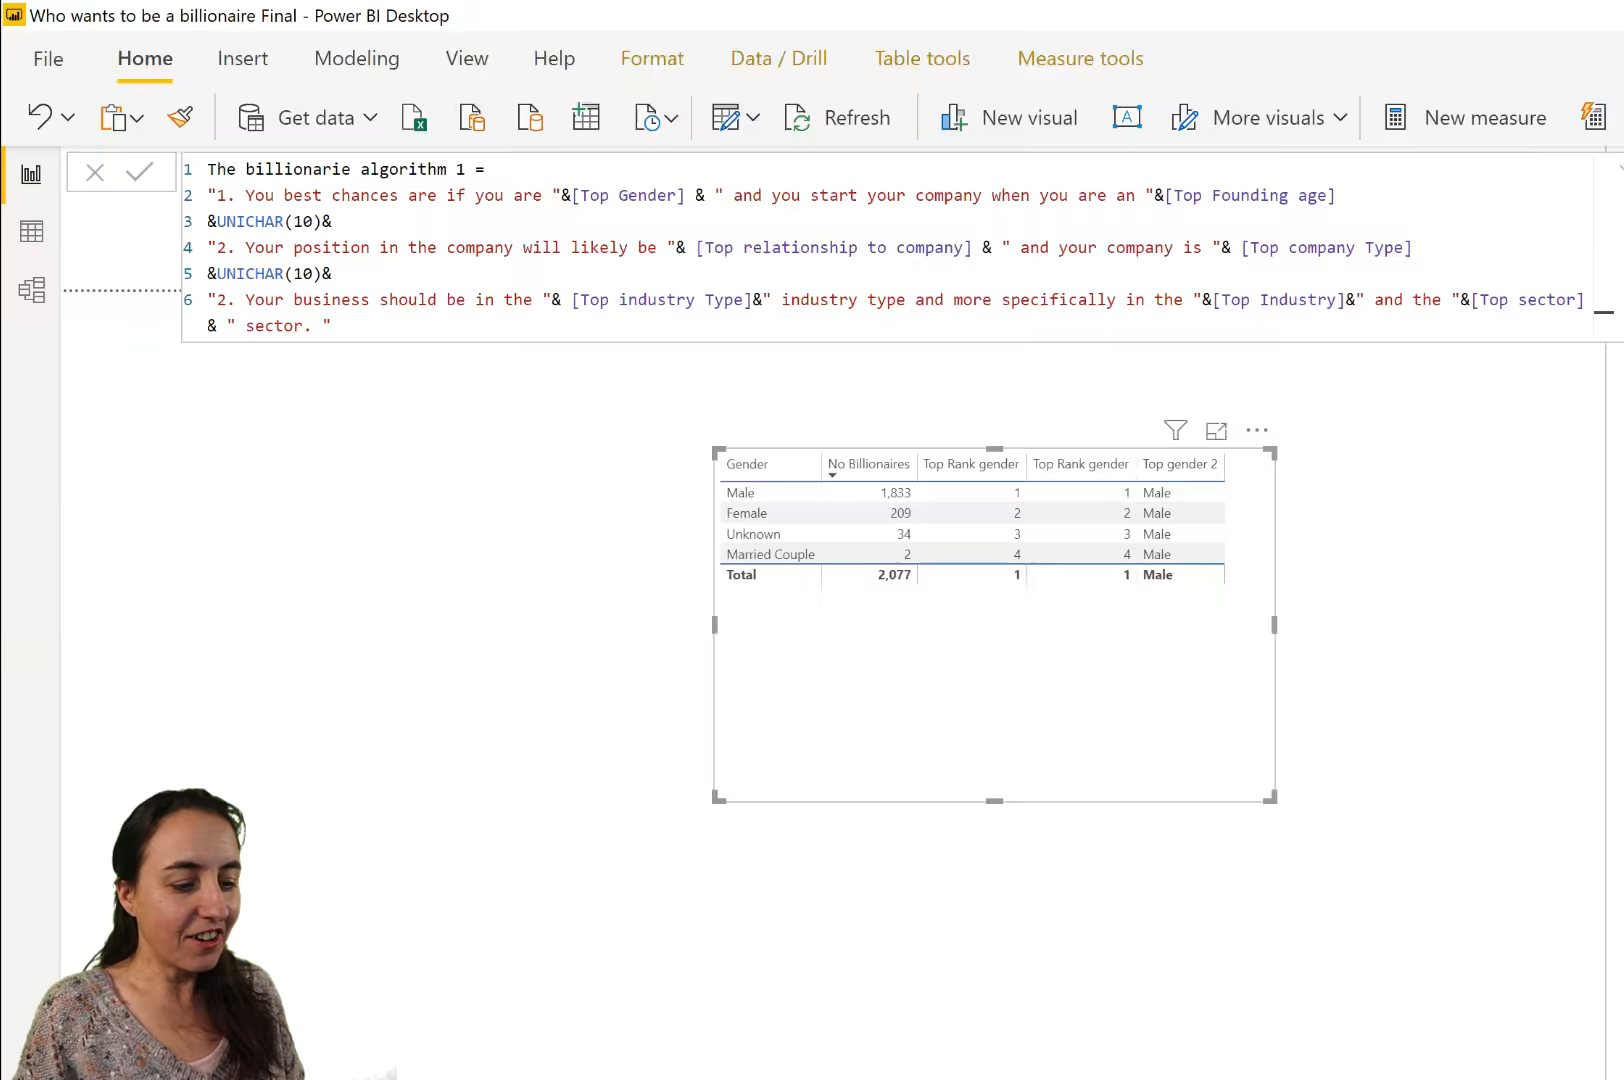 Who wants to be a billionaire Final - Power BI Desktop
File Home Insert Modeling View Help Format Data / Drill Table tools Measure tools
Get data Refresh New visual A More visuals New measure
1 The billionarie algorithm 1 =
2 "1. You best chances are if you are "&[Top Gender] & " and you start your company when you are an "&[Top Founding age]
3 &UNICHAR(10)&
4 "2. Your position in the company will likely be "& [Top relationship to company] & " and your company is "& [Top company Type]
5 &UNICHAR(10)&
6 "2. Your business should be in the "& [Top industry Type]&" industry type and more specifically in the "&[Top Industry]&" and the "&[Top sector]
& " sector. "
Gender No Billionaires Top Rank gender Top Rank gender Top gender 2
Male 1,833 1 1 Male
Female 209 2 2 Male
Unknown 34 3 3 Male
Married Couple 2 4 4 Male
Total 2,077 1 1 Male